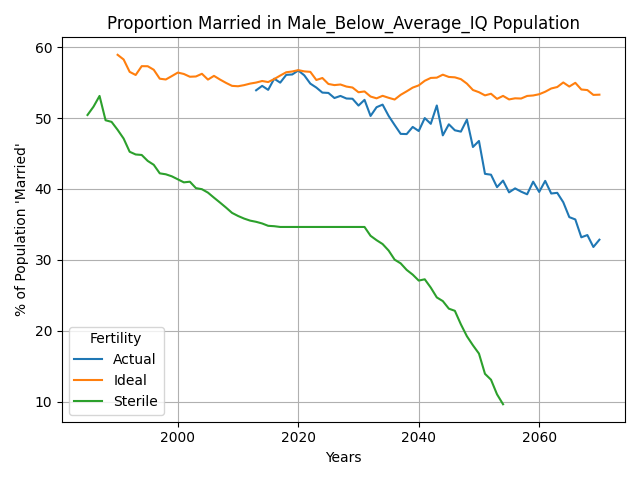 Proportion Married in Male_Below_Average_IQ Population
% of Population 'Married'
60
50
40
30
20
10
Fertility
Actual
Ideal
Sterile
2000
2020
2040
2060
Years